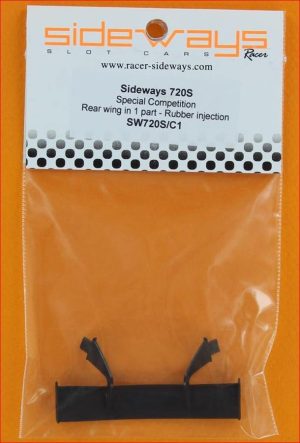 sideways
SLOT CARS Racer
www.racer-sideways.com
Sideways 720S
Special Competition
Rear wing in 1 part - Rubber injection
SW720S/C1